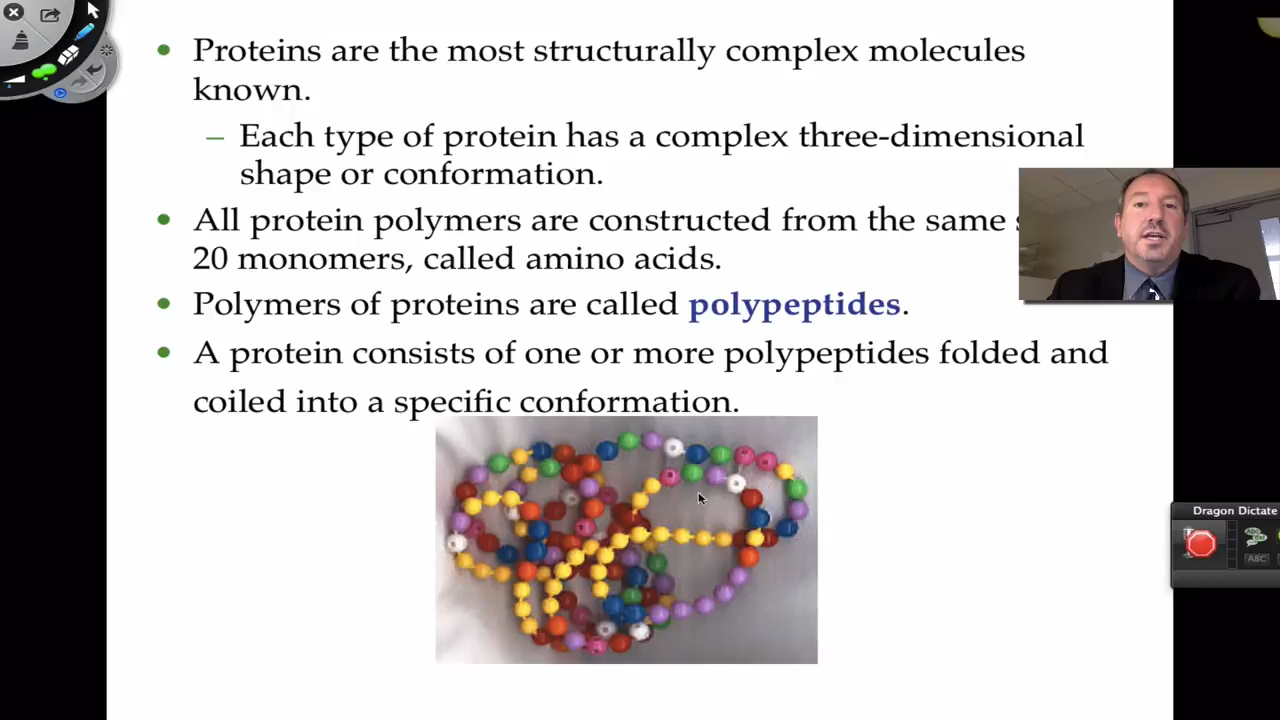 • Proteins are the most structurally complex molecules
known.
– Each type of protein has a complex three-dimensional
shape or conformation.
• All protein polymers are constructed from the same
20 monomers, called amino acids.
• Polymers of proteins are called polypeptides.
• A protein consists of one or more polypeptides folded and
coiled into a specific conformation.
Dragon Dictate
ABC